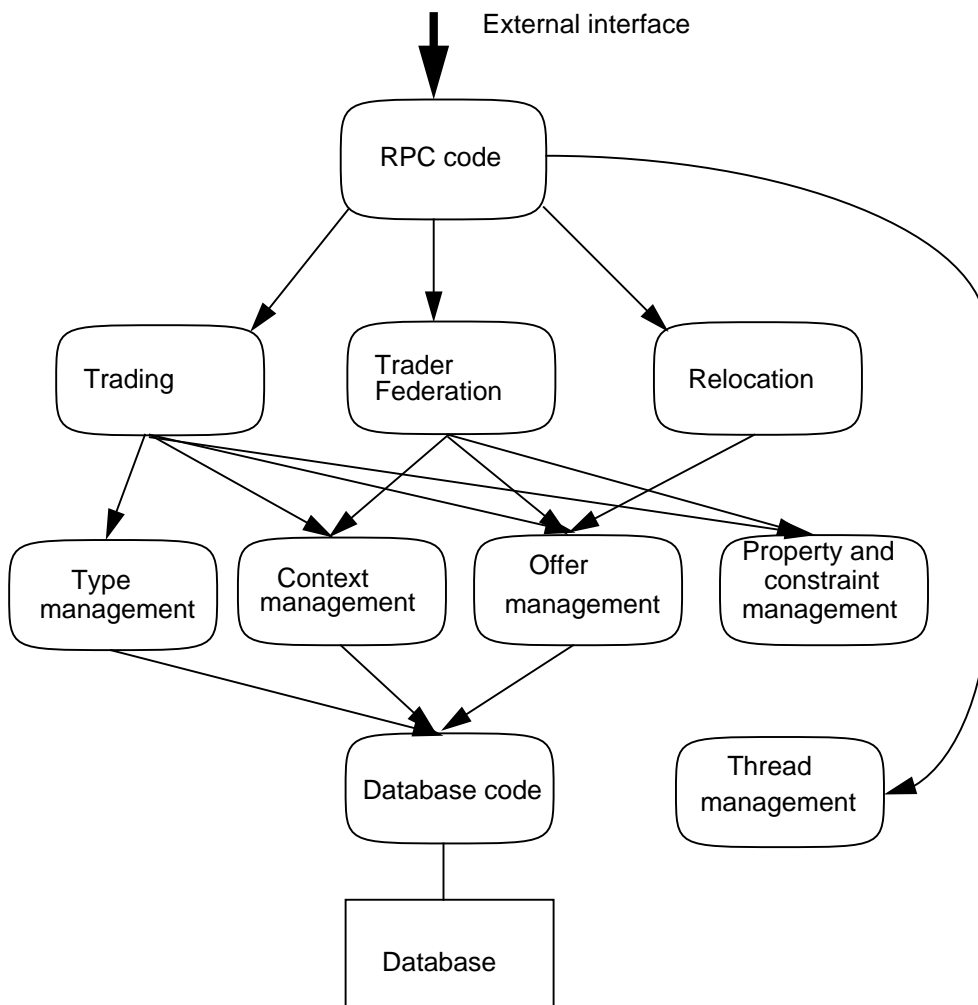 External interface
RPC code
Trading
Trader
Federation
Relocation
Type
management
Context
management
Offer
management
Property and
constraint
management
Database code
Thread
management
Database